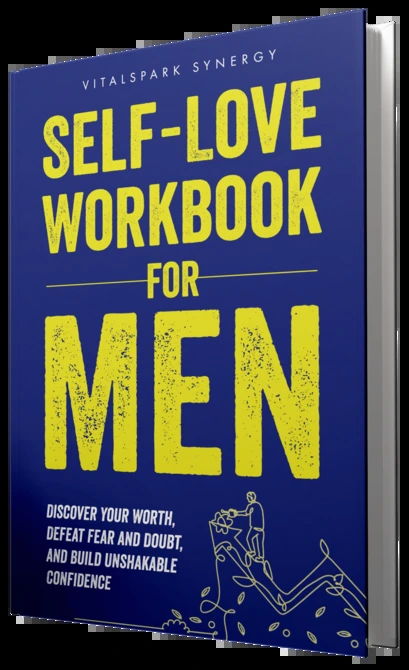 VITALSPARK SYNERGY
SELF-LOVE
WORKBOOK
FOR
MEN
DISCOVER YOUR WORTH,
DEFEAT FEAR AND DOUBT,
AND BUILD UNSHAKABLE
CONFIDENCE